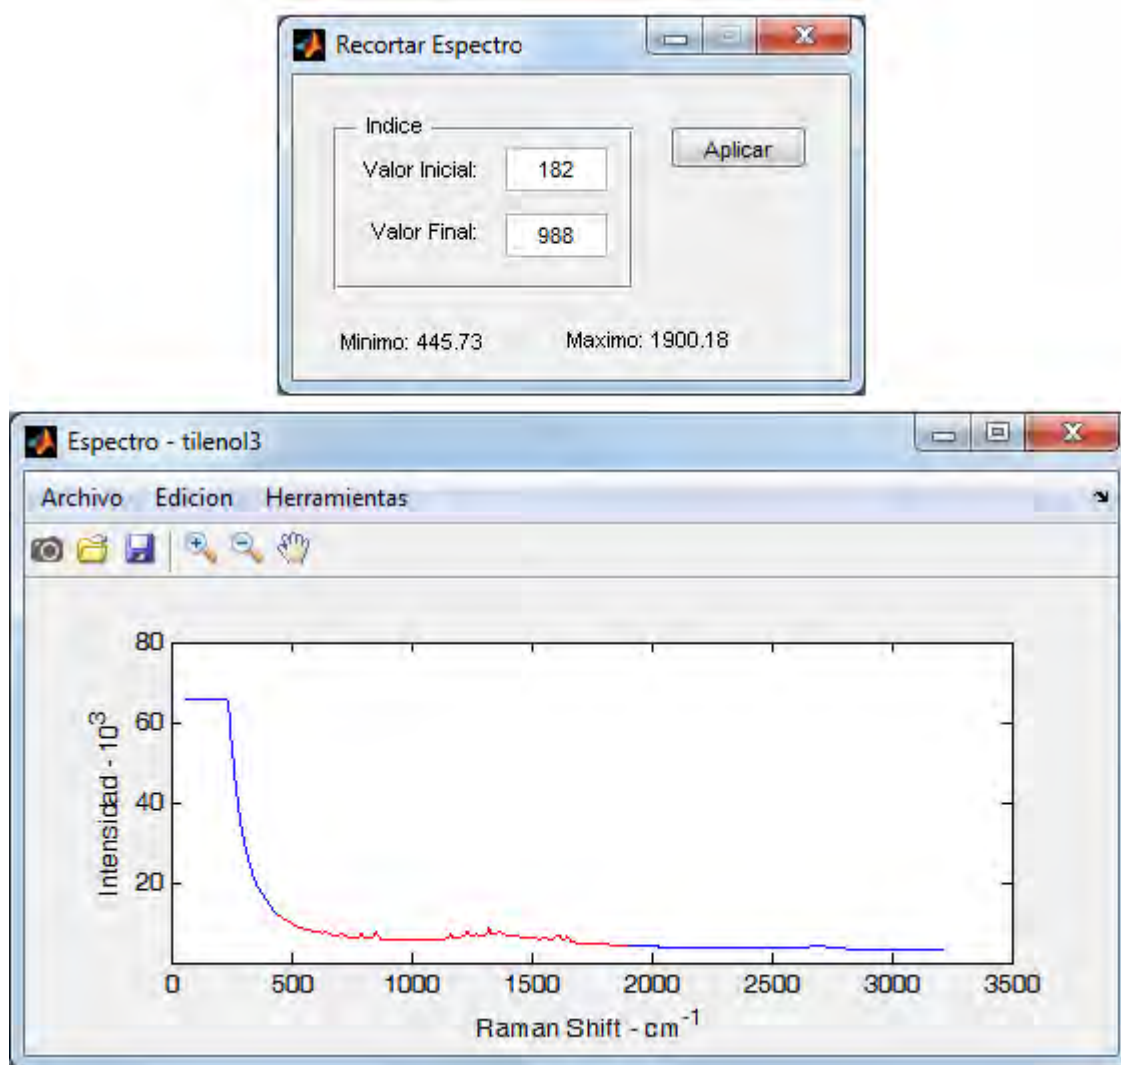 Recortar Espectro
Indice
Valor Inicial: 182
Aplicar
Valor Final: 988
Minimo: 445.73 Maximo: 1900.18
Espectro - tilenol3
Archivo Edicion Herramientas
80
60
40
20
Intensidad - 10³
0 500 1000 1500 2000 2500 3000 3500
Raman Shift - cm⁻¹